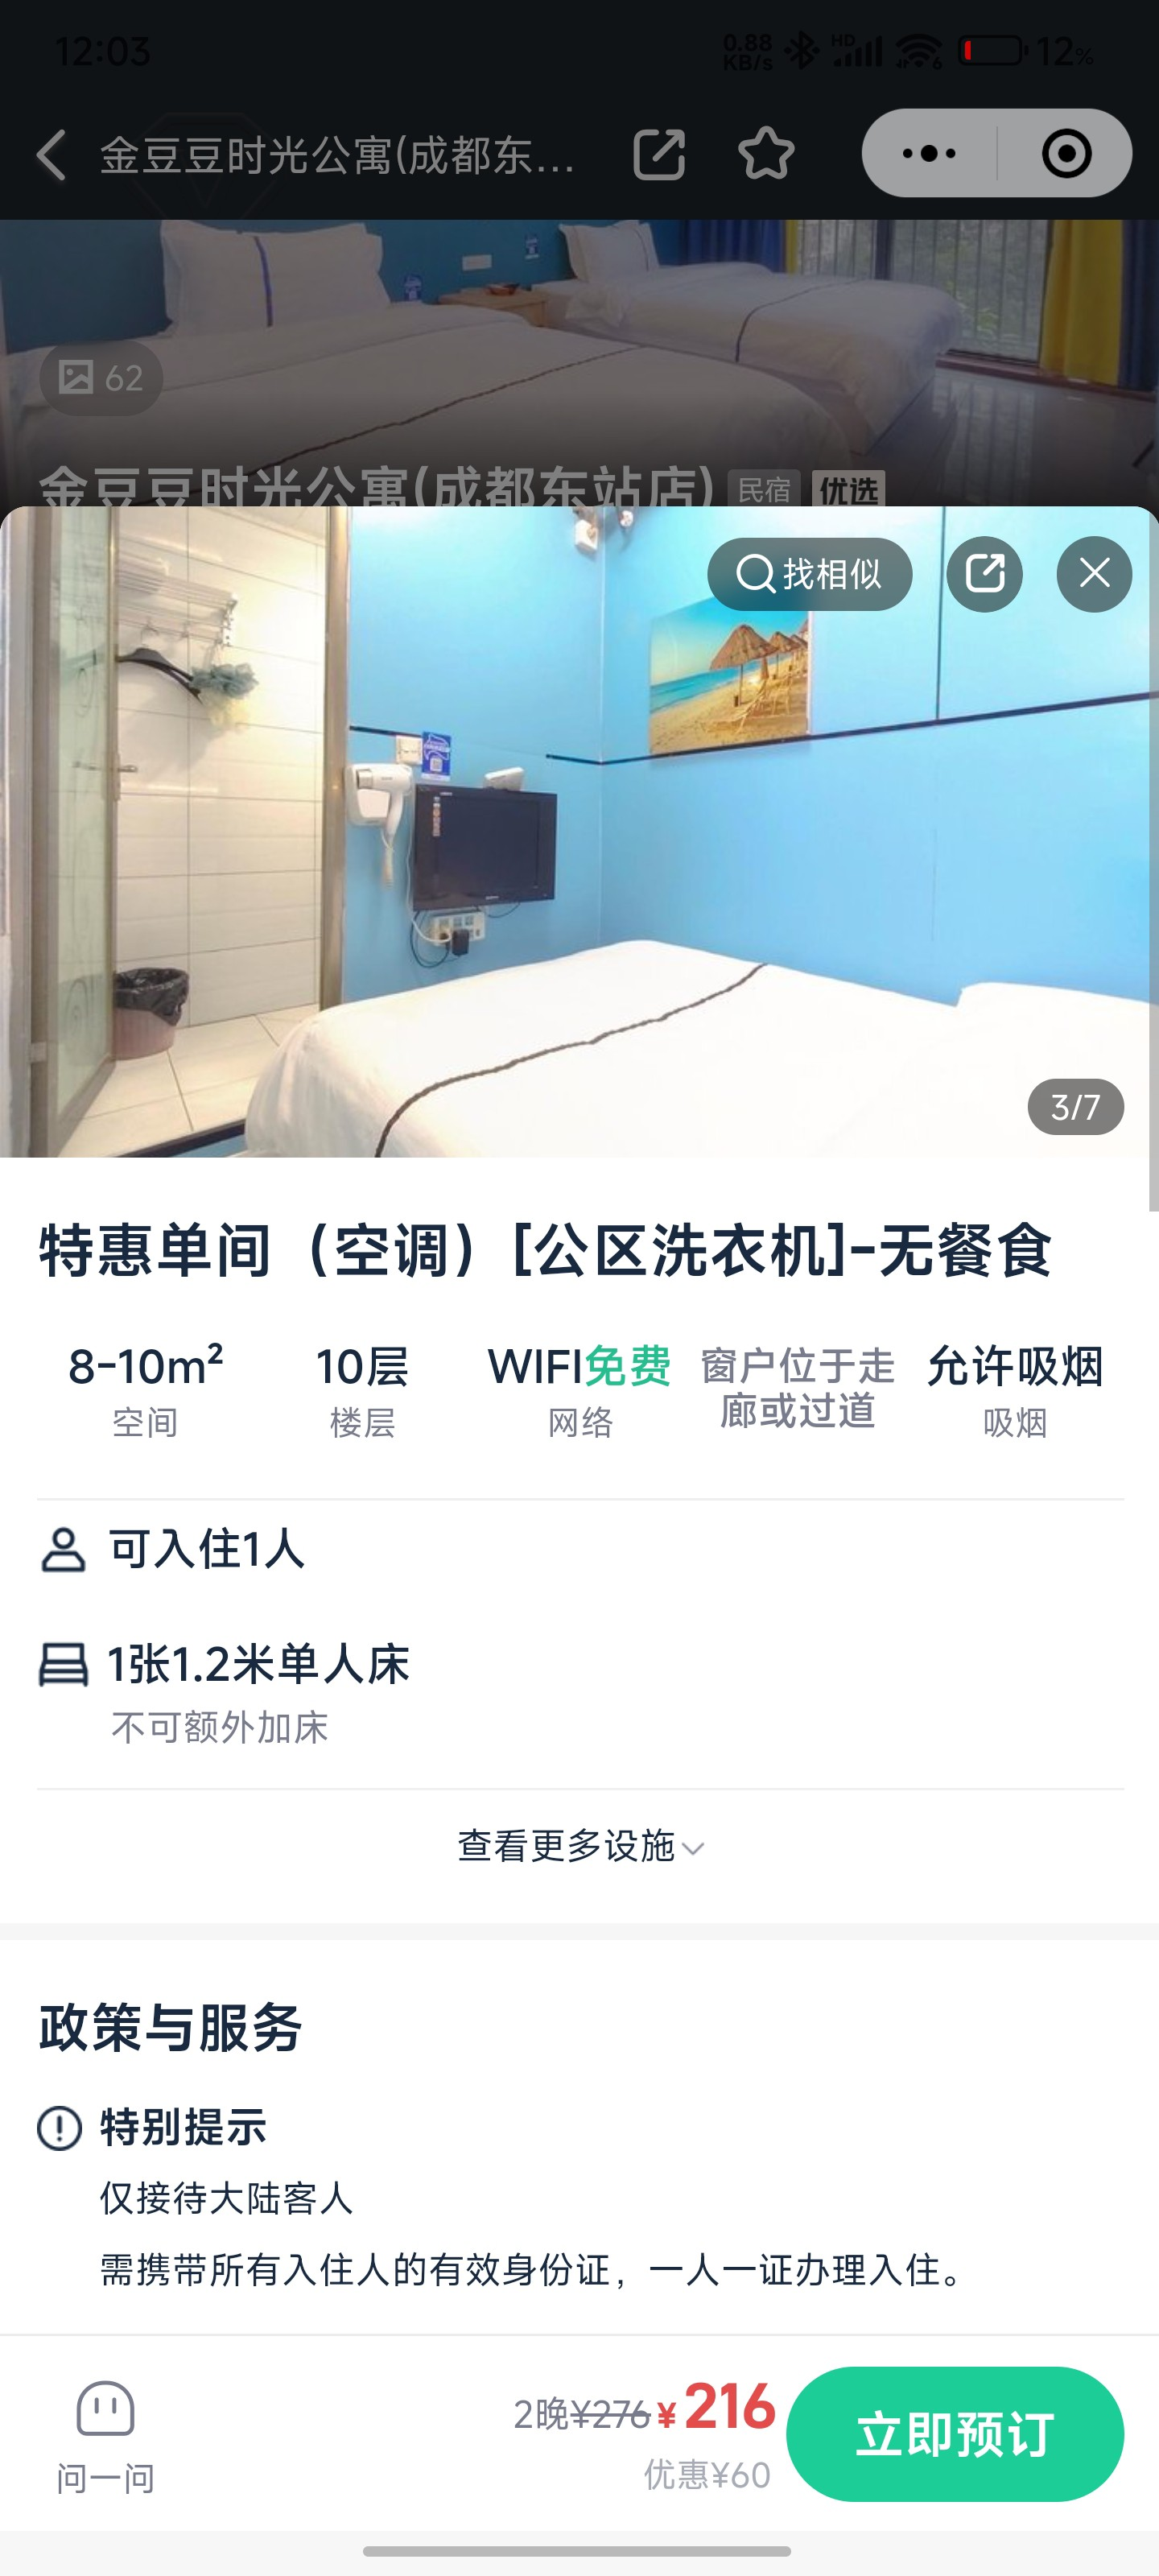 12:03
0.88
KB/s
HD
6
12%
金豆豆时光公寓(成都东...
62
金豆豆时光公寓(成都东站店) 民宿 优选
找相似
3/7
特惠单间（空调）[公区洗衣机]-无餐食
8-10m²
空间
10层
楼层
WIFI免费
网络
窗户位于走
廊或过道
允许吸烟
吸烟
可入住1人
1张1.2米单人床
不可额外加床
查看更多设施
政策与服务
特别提示
仅接待大陆客人
需携带所有入住人的有效身份证，一人一证办理入住。
问一问
2晚¥276 ¥216
优惠¥60
立即预订